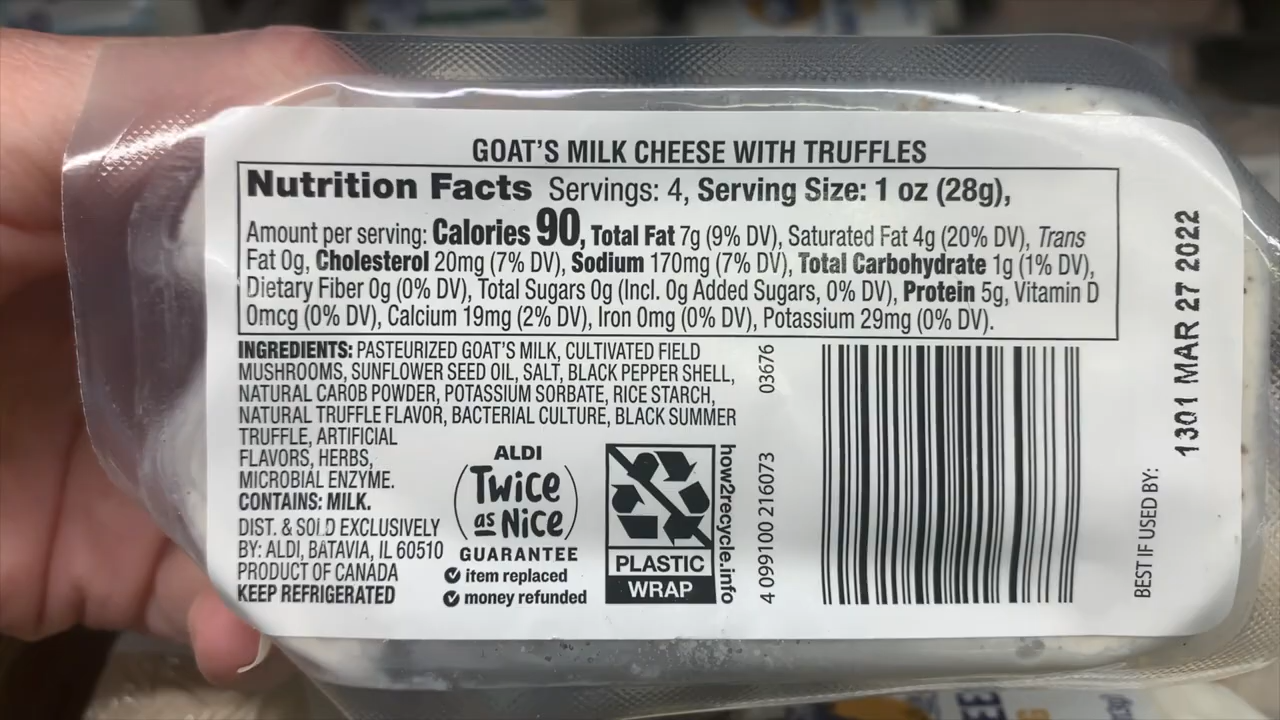 GOAT'S MILK CHEESE WITH TRUFFLES
Nutrition Facts Servings: 4, Serving Size: 1 oz (28g),
Amount per serving: Calories 90, Total Fat 7g (9% DV), Saturated Fat 4g (20% DV), Trans
Fat 0g, Cholesterol 20mg (7% DV), Sodium 170mg (7% DV), Total Carbohydrate 1g (1% DV),
Dietary Fiber 0g (0% DV), Total Sugars 0g (Incl. 0g Added Sugars, 0% DV), Protein 5g, Vitamin D
0mcg (0% DV), Calcium 19mg (2% DV), Iron 0mg (0% DV), Potassium 29mg (0% DV).
INGREDIENTS: PASTEURIZED GOAT'S MILK, CULTIVATED FIELD
MUSHROOMS, SUNFLOWER SEED OIL, SALT, BLACK PEPPER SHELL,
NATURAL CAROB POWDER, POTASSIUM SORBATE, RICE STARCH,
NATURAL TRUFFLE FLAVOR, BACTERIAL CULTURE, BLACK SUMMER
TRUFFLE, ARTIFICIAL
FLAVORS, HERBS,
MICROBIAL ENZYME.
CONTAINS: MILK.
DIST. & SOLD EXCLUSIVELY
BY: ALDI, BATAVIA, IL 60510
PRODUCT OF CANADA
KEEP REFRIGERATED
ALDI
Twice
as Nice
GUARANTEE
item replaced
money refunded
PLASTIC
WRAP
how2recycle.info
03676
4 099100 216073
BEST IF USED BY:
1301 MAR 27 2022